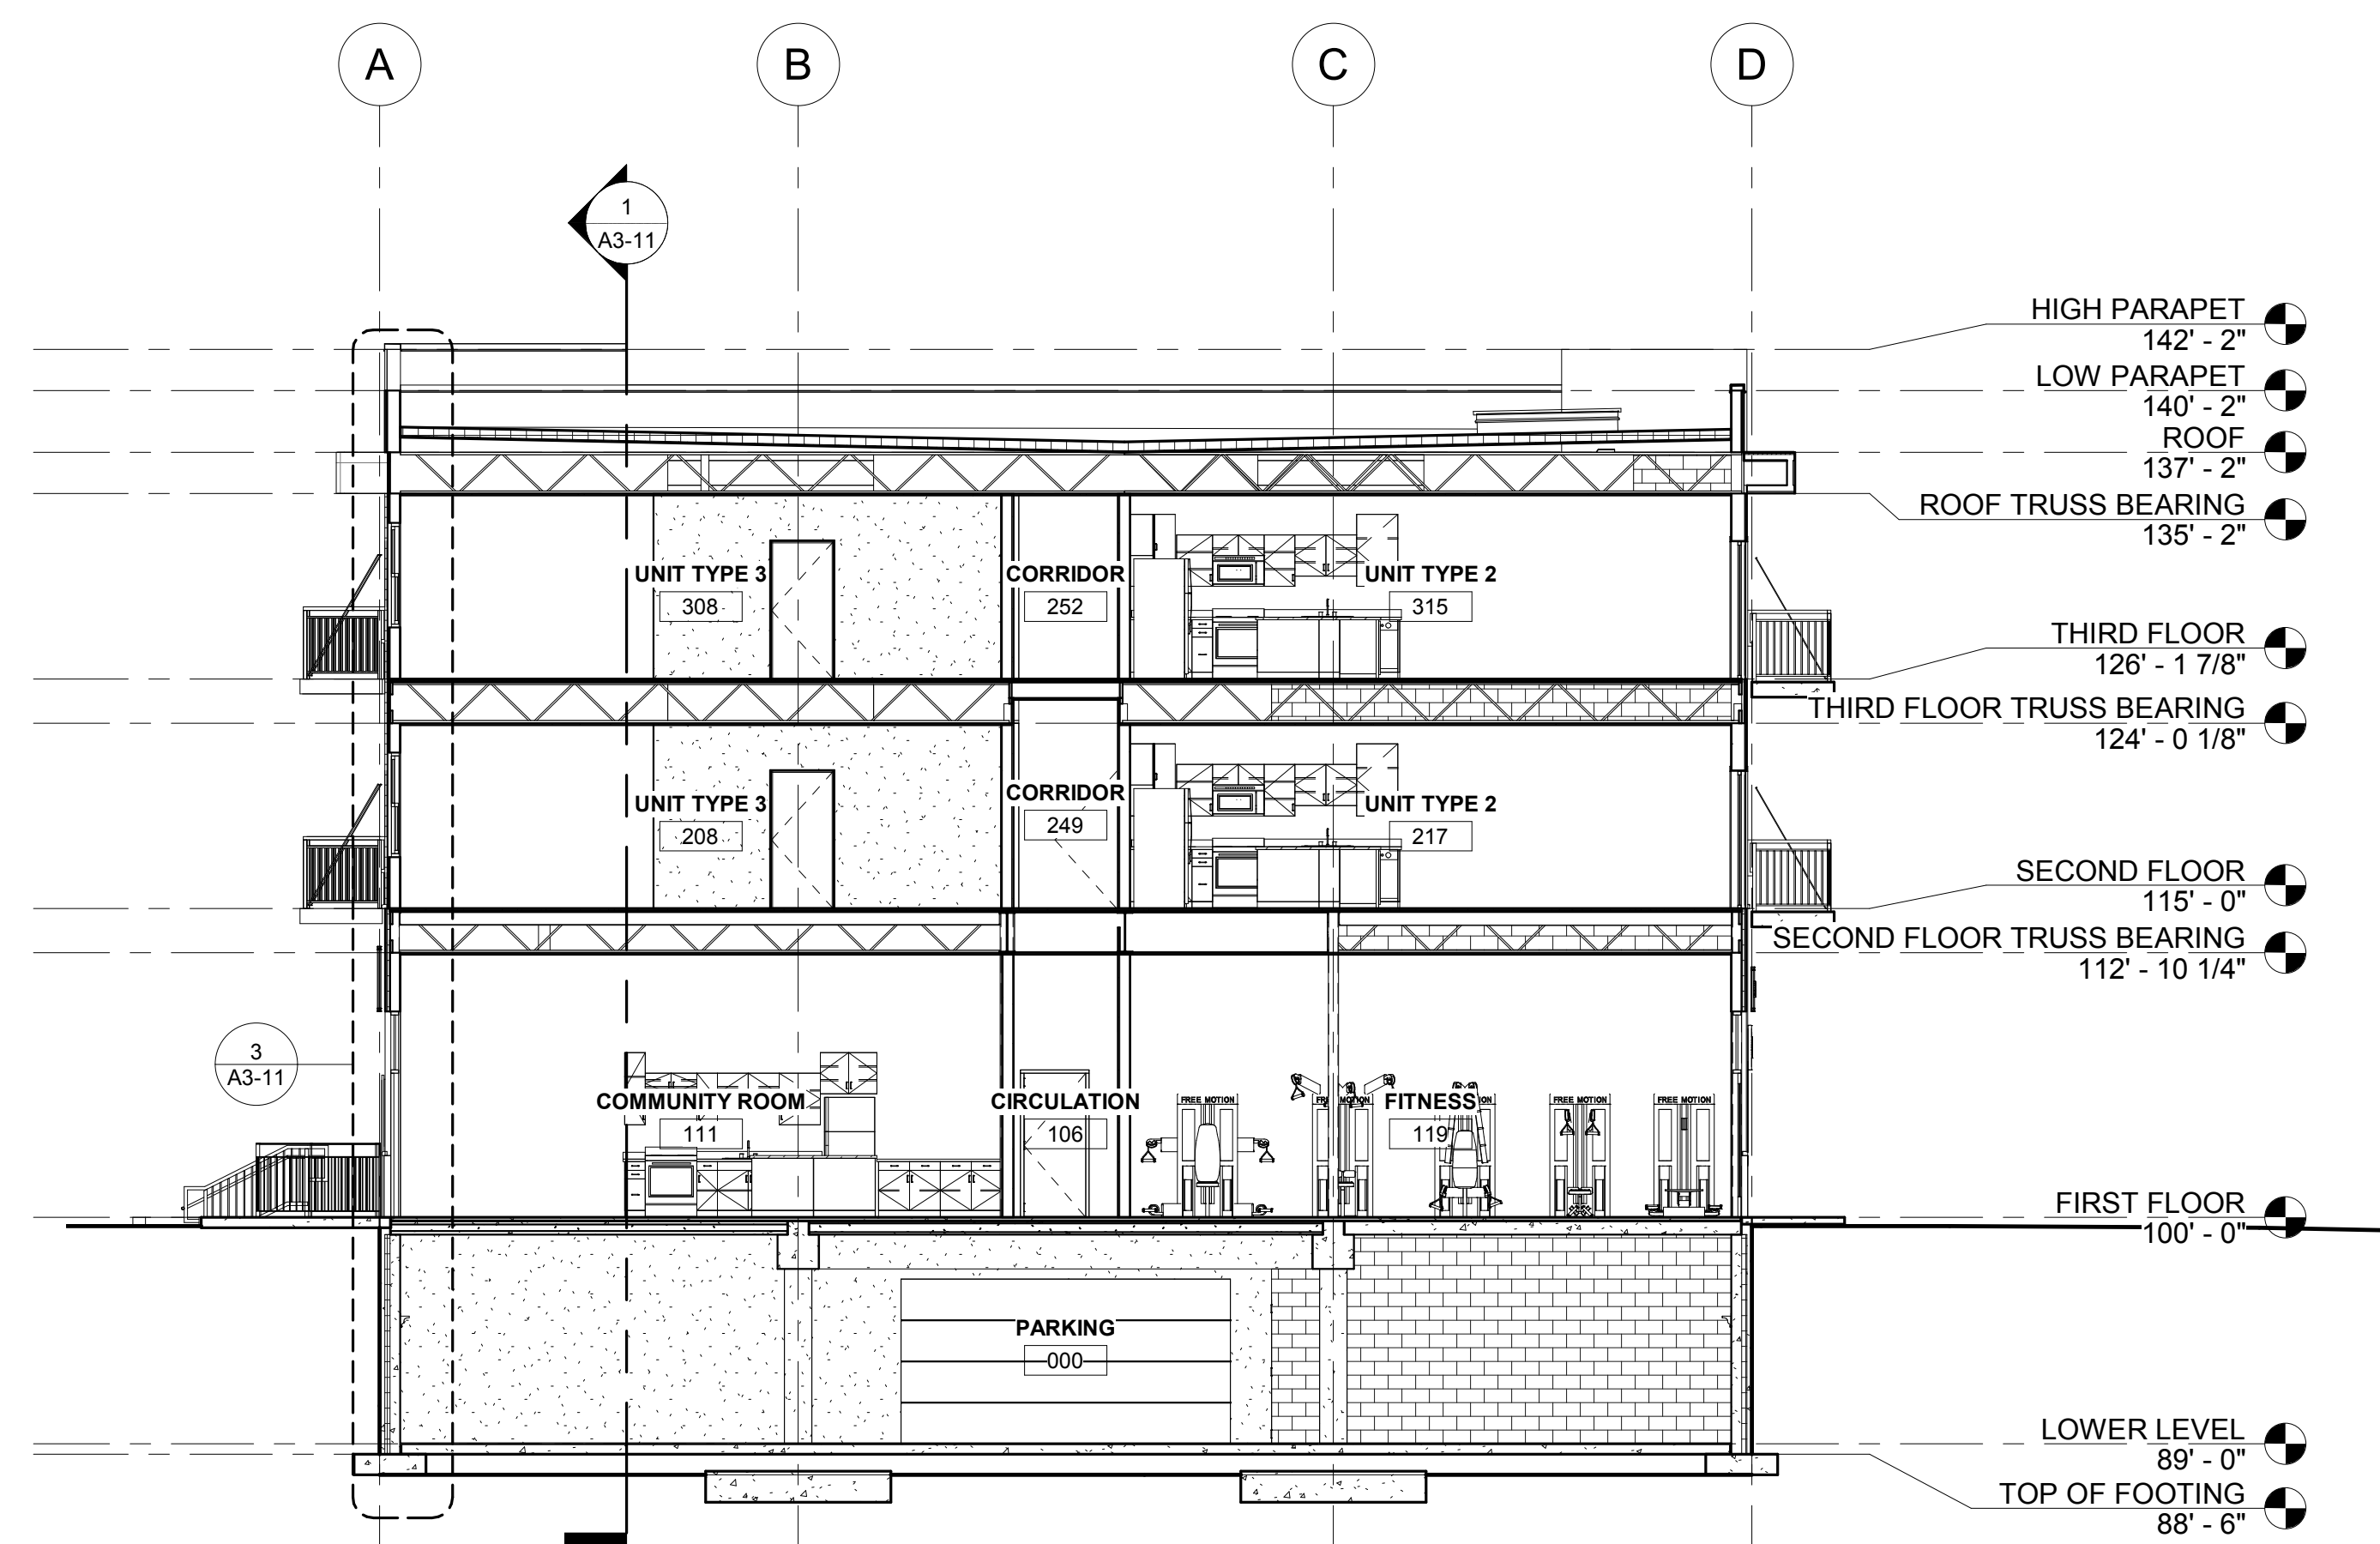 A
B
C
D
1
A3-11
HIGH PARAPET
142' - 2"
LOW PARAPET
140' - 2"
ROOF
137' - 2"
ROOF TRUSS BEARING
135' - 2"
UNIT TYPE 3
308
CORRIDOR
252
UNIT TYPE 2
315
THIRD FLOOR
126' - 1 7/8"
THIRD FLOOR TRUSS BEARING
124' - 0 1/8"
UNIT TYPE 3
208
CORRIDOR
249
UNIT TYPE 2
217
SECOND FLOOR
115' - 0"
SECOND FLOOR TRUSS BEARING
112' - 10 1/4"
3
A3-11
COMMUNITY ROOM
111
CIRCULATION
106
FREE MOTION
FITNESS
119
FREE MOTION
FREE MOTION
FIRST FLOOR
100' - 0"
PARKING
000
LOWER LEVEL
89' - 0"
TOP OF FOOTING
88' - 6"